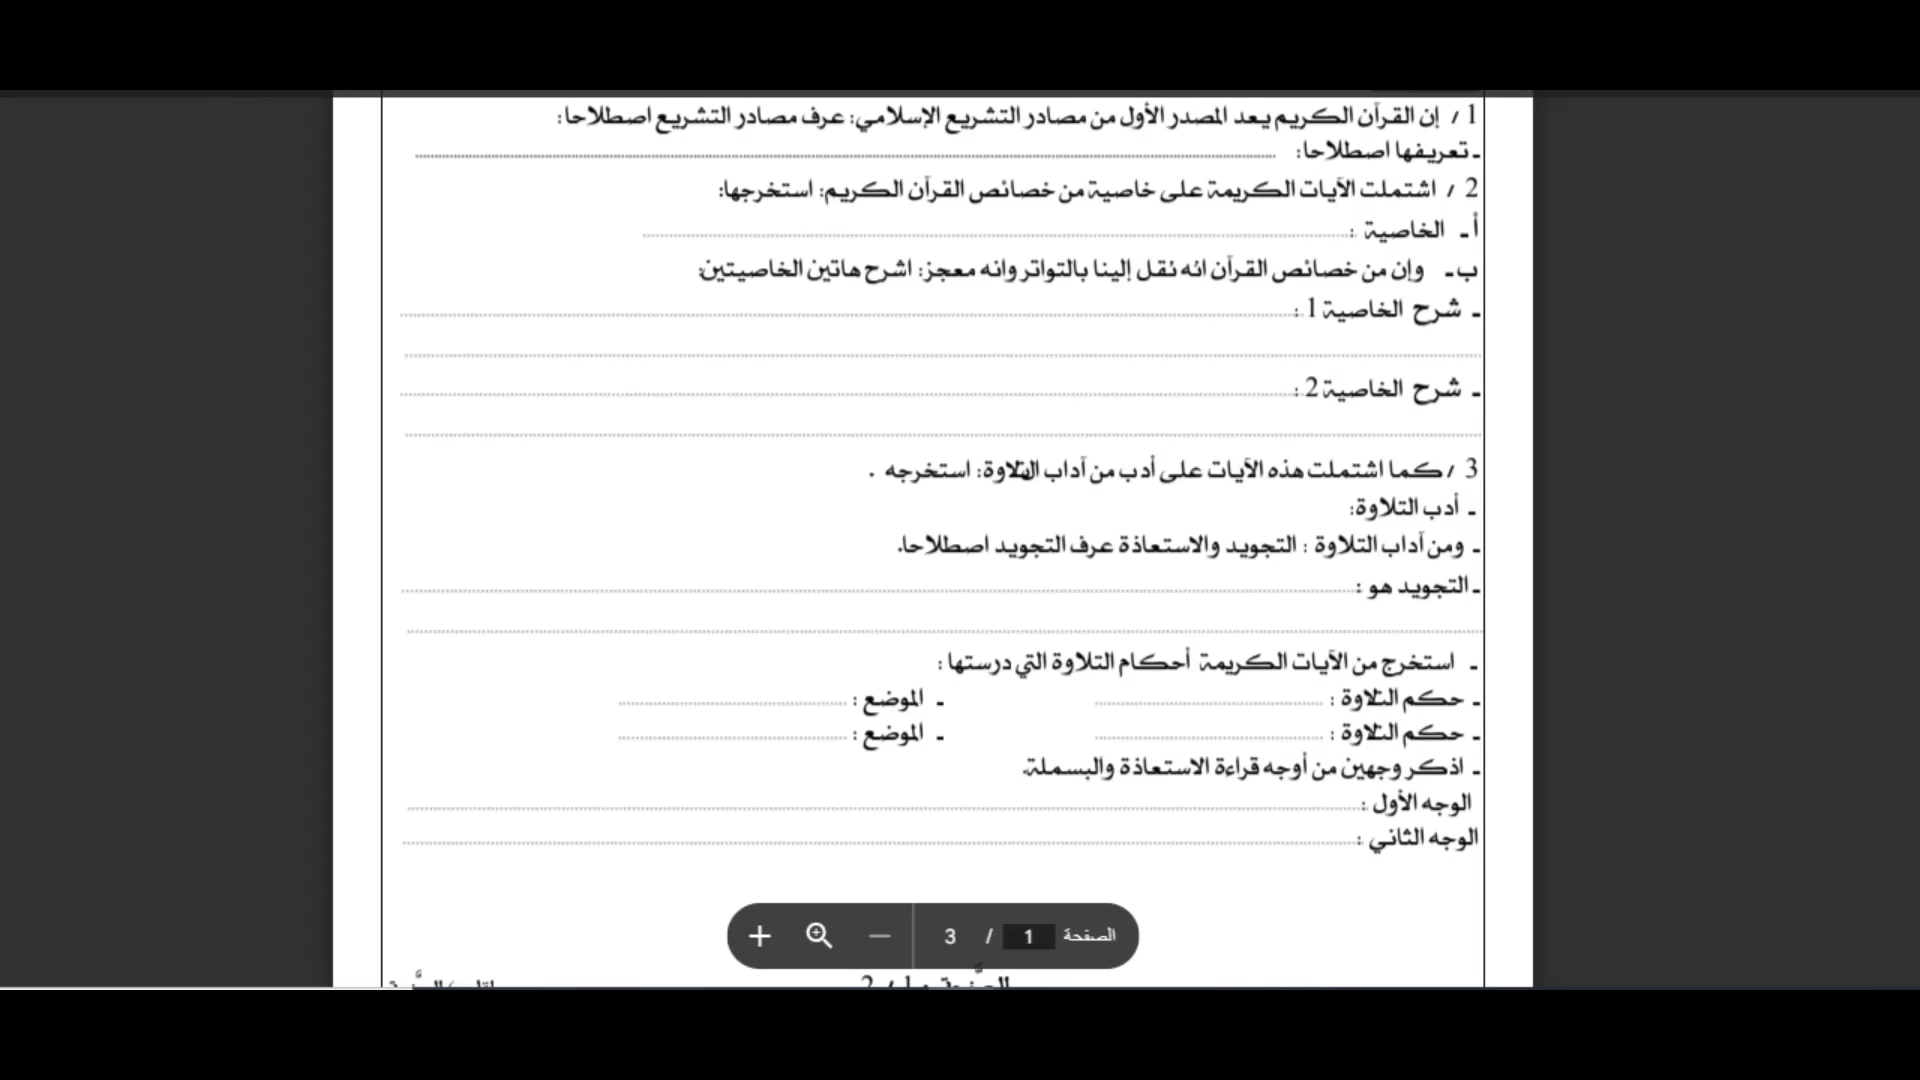 1 / إن القرآن الكريم يعد المصدر الأول من مصادر التشريع الإسلامي: عرف مصادر التشريع اصطلاحا:
ـ تعريفها اصطلاحا:
2 / اشتملت الآيات الكريمة على خاصية من خصائص القرآن الكريم: استخرجها:
أ ـ الخاصية :
ب ـ وإن من خصائص القرآن انه نقل إلينا بالتواتر وانه معجز: اشرح هاتين الخاصيتين:
ـ شرح الخاصية 1 :
ـ شرح الخاصية 2 :
3 / كما اشتملت هذه الآيات على أدب من آداب التلاوة: استخرجه .
ـ أدب التلاوة:
ـ ومن آداب التلاوة : التجويد والاستعاذة عرف التجويد اصطلاحا.
ـ التجويد هو :
ـ استخرج من الآيات الكريمة أحكام التلاوة التي درستها :
ـ حكم التلاوة : ـ الموضع :
ـ حكم التلاوة : ـ الموضع :
ـ اذكر وجهين من أوجه قراءة الاستعاذة والبسملة.
الوجه الأول :
الوجه الثاني :
الصفحة 1 / 3